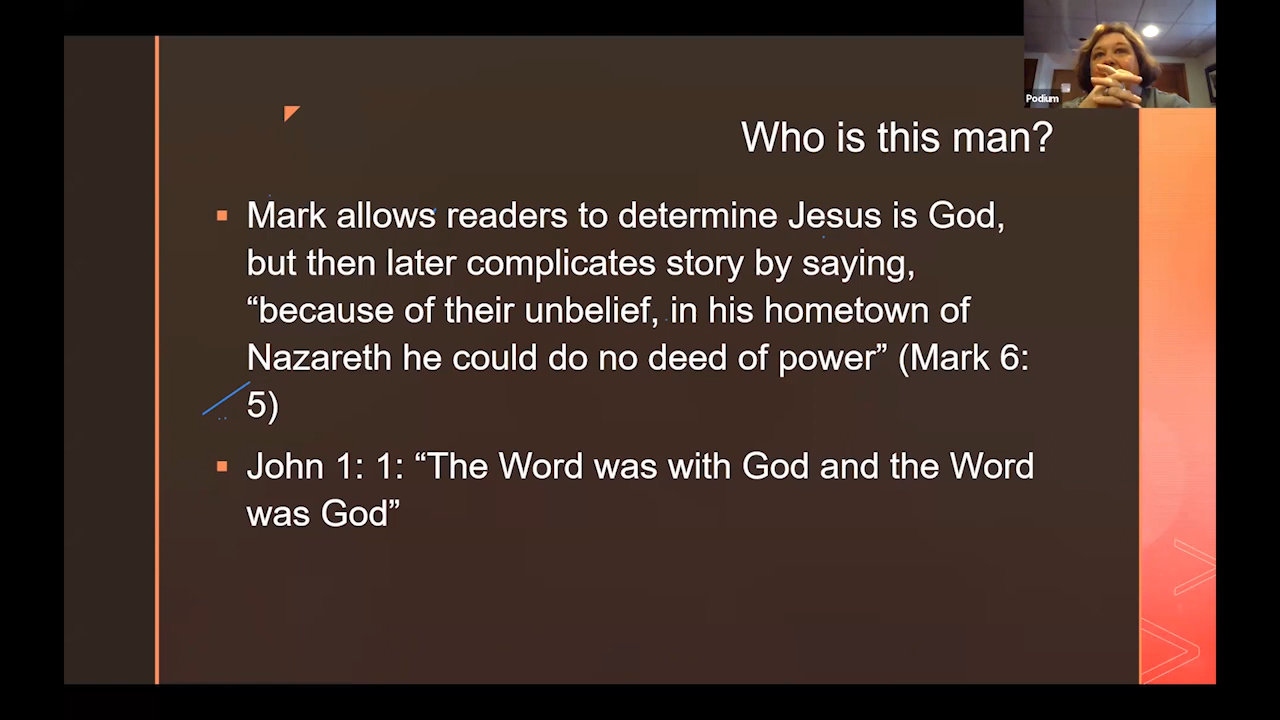 Podium
Who is this man?
Mark allows readers to determine Jesus is God,
but then later complicates story by saying,
“because of their unbelief, in his hometown of
Nazareth he could do no deed of power” (Mark 6:
5)
John 1: 1: “The Word was with God and the Word
was God”